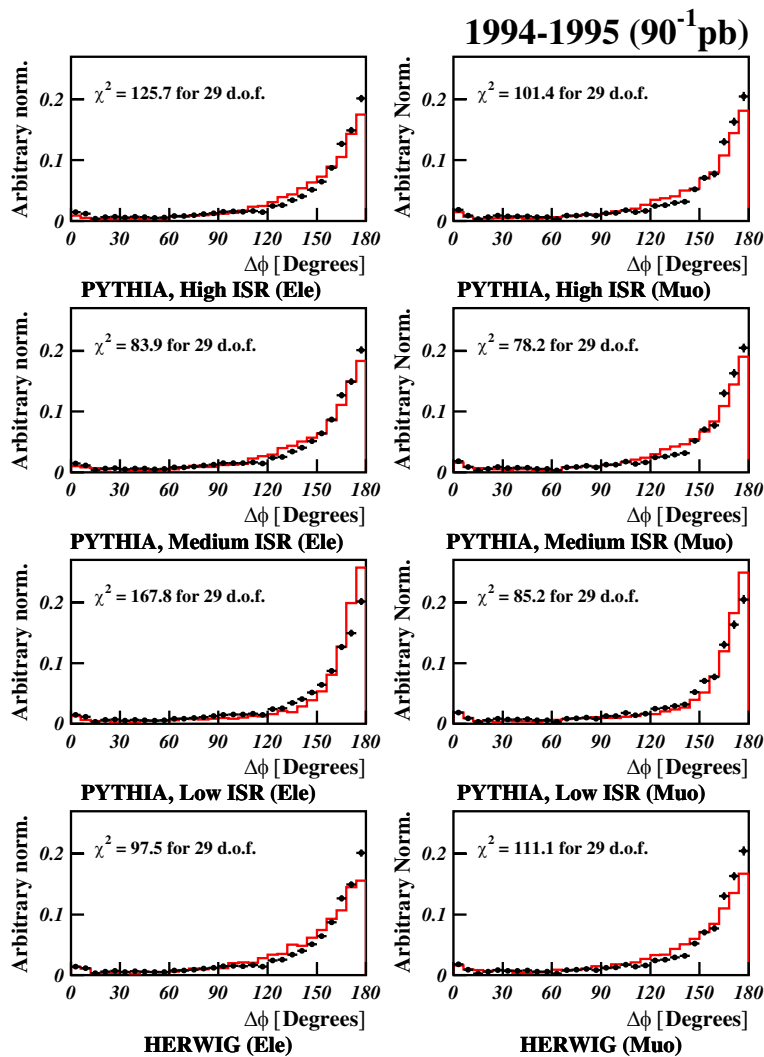 1994-1995 (90⁻¹pb)
Arbitrary norm.
χ² = 125.7 for 29 d.o.f.
0.2
0.1
0
0 30 60 90 120 150 180
Δφ [Degrees]
PYTHIA, High ISR (Ele)
Arbitrary Norm.
χ² = 101.4 for 29 d.o.f.
0.2
0.1
0
0 30 60 90 120 150 180
Δφ [Degrees]
PYTHIA, High ISR (Muo)
Arbitrary norm.
χ² = 83.9 for 29 d.o.f.
0.2
0.1
0
0 30 60 90 120 150 180
Δφ [Degrees]
PYTHIA, Medium ISR (Ele)
Arbitrary Norm.
χ² = 78.2 for 29 d.o.f.
0.2
0.1
0
0 30 60 90 120 150 180
Δφ [Degrees]
PYTHIA, Medium ISR (Muo)
Arbitrary norm.
χ² = 167.8 for 29 d.o.f.
0.2
0.1
0
0 30 60 90 120 150 180
Δφ [Degrees]
PYTHIA, Low ISR (Ele)
Arbitrary Norm.
χ² = 85.2 for 29 d.o.f.
0.2
0.1
0
0 30 60 90 120 150 180
Δφ [Degrees]
PYTHIA, Low ISR (Muo)
Arbitrary norm.
χ² = 97.5 for 29 d.o.f.
0.2
0.1
0
0 30 60 90 120 150 180
Δφ [Degrees]
HERWIG (Ele)
Arbitrary Norm.
χ² = 111.1 for 29 d.o.f.
0.2
0.1
0
0 30 60 90 120 150 180
Δφ [Degrees]
HERWIG (Muo)